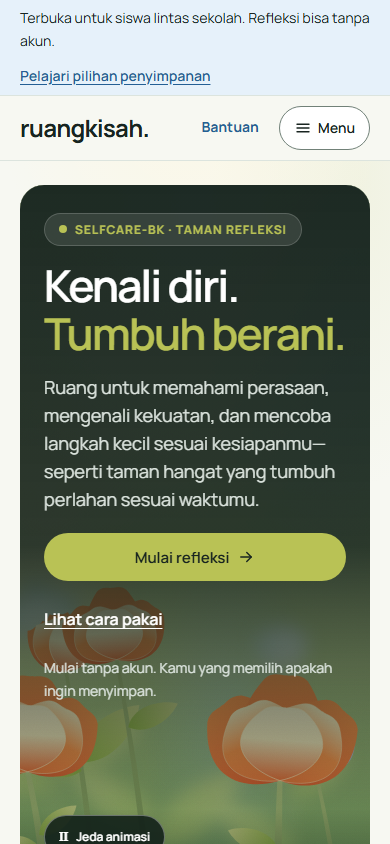 Terbuka untuk siswa lintas sekolah. Refleksi bisa tanpa
akun.
Pelajari pilihan penyimpanan
ruangkisah.
Bantuan
Menu
SELFCARE-BK · TAMAN REFLEKSI
Kenali diri.
Tumbuh berani.
Ruang untuk memahami perasaan,
mengenali kekuatan, dan mencoba
langkah kecil sesuai kesiapanmu—
seperti taman hangat yang tumbuh
perlahan sesuai waktumu.
Mulai refleksi →
Lihat cara pakai
Mulai tanpa akun. Kamu yang memilih apakah
ingin menyimpan.
Jeda animasi